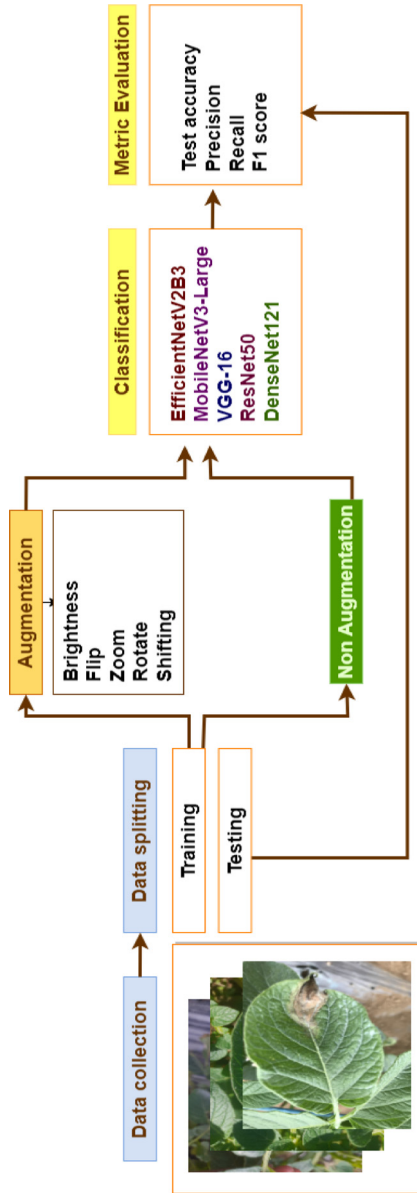 Data collection
Data splitting
Training
Testing
Augmentation
Brightness
Flip
Zoom
Rotate
Shifting
Non Augmentation
Classification
EfficientNetV2B3
MobileNetV3-Large
VGG-16
ResNet50
DenseNet121
Metric Evaluation
Test accuracy
Precision
Recall
F1 score